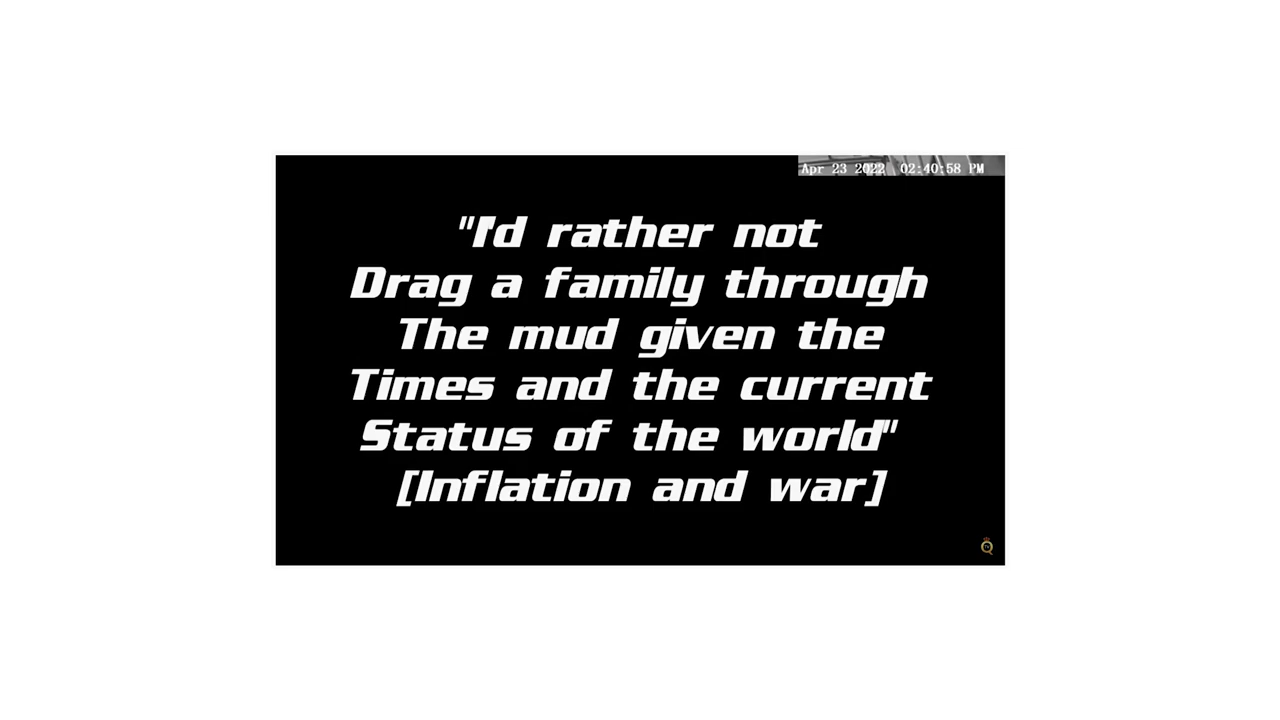 Apr 23 2022 02:40:58 PM
"I'd rather not
Drag a family through
The mud given the
Times and the current
Status of the world"
[Inflation and war]